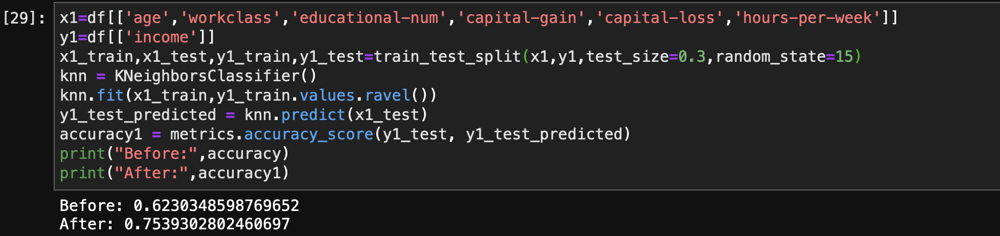 [29]: x1=df[['age','workclass','educational-num','capital-gain','capital-loss','hours-per-week']]
y1=df[['income']]
x1_train,x1_test,y1_train,y1_test=train_test_split(x1,y1,test_size=0.3,random_state=15)
knn = KNeighborsClassifier()
knn.fit(x1_train,y1_train.values.ravel())
y1_test_predicted = knn.predict(x1_test)
accuracy1 = metrics.accuracy_score(y1_test, y1_test_predicted)
print("Before:",accuracy)
print("After:",accuracy1)
Before: 0.6230348598769652
After: 0.7539302802460697